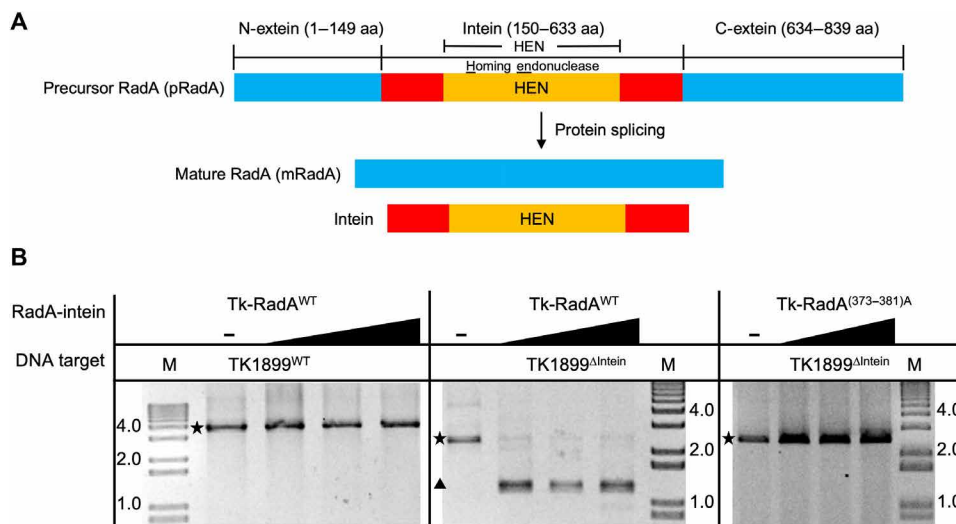 A
N-extein (1–149 aa) Intein (150–633 aa) C-extein (634–839 aa)
HEN
Homing endonuclease
Precursor RadA (pRadA) HEN
Protein splicing
Mature RadA (mRadA)
Intein HEN
B
RadA-intein Tk-RadA^WT Tk-RadA^WT Tk-RadA^(373–381)A
– – –
DNA target M TK1899^WT TK1899^ΔIntein M TK1899^ΔIntein M
4.0 ★ ★ 4.0 ★ 4.0
2.0 2.0 2.0
1.0 ▲ 1.0 1.0